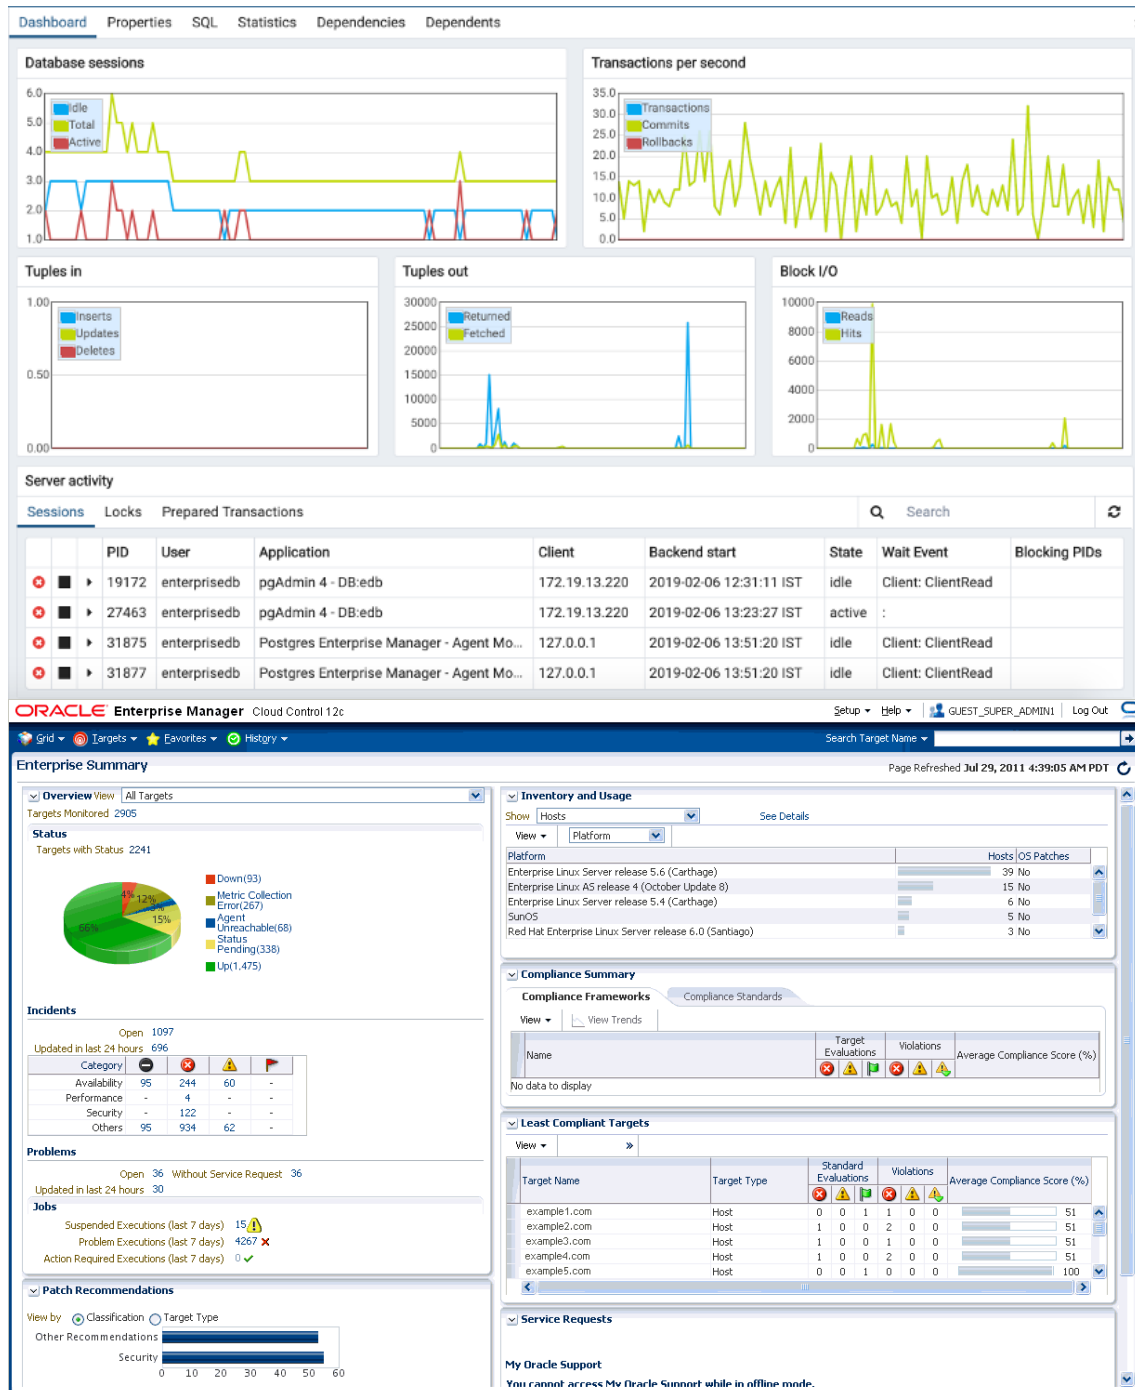 Dashboard Properties SQL Statistics Dependencies Dependents
Database sessions
6.0
5.0
4.0
3.0
2.0
1.0
Idle
Total
Active
Transactions per second
35.0
30.0
25.0
20.0
15.0
10.0
5.0
0.0
Transactions
Commits
Rollbacks
Tuples in
1.00
0.50
0.00
Inserts
Updates
Deletes
Tuples out
30000
25000
20000
15000
10000
5000
0
Returned
Fetched
Block I/O
10000
8000
6000
4000
2000
0
Reads
Hits
Server activity
Sessions Locks Prepared Transactions Search
PID User Application Client Backend start State Wait Event Blocking PIDs
19172 enterprisedb pgAdmin 4 - DB:edb 172.19.13.220 2019-02-06 12:31:11 IST idle Client: ClientRead
27463 enterprisedb pgAdmin 4 - DB:edb 172.19.13.220 2019-02-06 13:23:27 IST active :
31875 enterprisedb Postgres Enterprise Manager - Agent Mo... 127.0.0.1 2019-02-06 13:51:20 IST idle Client: ClientRead
31877 enterprisedb Postgres Enterprise Manager - Agent Mo... 127.0.0.1 2019-02-06 13:51:20 IST idle Client: ClientRead
ORACLE Enterprise Manager Cloud Control 12c Setup Help GUEST_SUPER_ADMIN1 Log Out
Grid Targets Favorites History Search Target Name
Enterprise Summary Page Refreshed Jul 29, 2011 4:39:05 AM PDT
Overview View All Targets
Targets Monitored 2905
Status
Targets with Status 2241
4%
12%
3%
15%
66%
Down(93)
Metric Collection
Error(267)
Agent
Unreachable(68)
Status
Pending(338)
Up(1,475)
Incidents
Open 1097
Updated in last 24 hours 696
Category
Availability 95 244 60 -
Performance - 4 - -
Security - 122 - -
Others 95 934 62 -
Problems
Open 36 Without Service Request 36
Updated in last 24 hours 30
Jobs
Suspended Executions (last 7 days) 15
Problem Executions (last 7 days) 4267
Action Required Executions (last 7 days) 0
Patch Recommendations
View by Classification Target Type
Other Recommendations
Security
0 10 20 30 40 50 60
Inventory and Usage
Show Hosts See Details
View Platform
Platform Hosts OS Patches
Enterprise Linux Server release 5.6 (Carthage) 39 No
Enterprise Linux AS release 4 (October Update 8) 15 No
Enterprise Linux Server release 5.4 (Carthage) 6 No
SunOS 5 No
Red Hat Enterprise Linux Server release 6.0 (Santiago) 3 No
Compliance Summary
Compliance Frameworks Compliance Standards
View View Trends
Name Target Evaluations Violations Average Compliance Score (%)
No data to display
Least Compliant Targets
View »
Target Name Target Type Standard Evaluations Violations Average Compliance Score (%)
example1.com Host 0 0 1 1 0 0 51
example2.com Host 1 0 0 2 0 0 51
example3.com Host 1 0 0 1 0 0 51
example4.com Host 1 0 0 2 0 0 51
example5.com Host 0 0 1 0 0 0 100
Service Requests
My Oracle Support
You cannot access My Oracle Support while in offline mode.